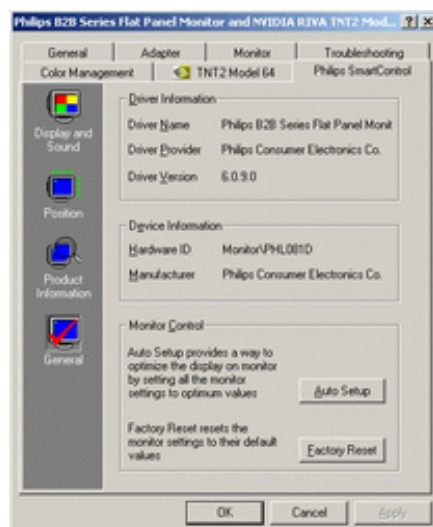 Philips B2B Series Flat Panel Monitor and NVIDIA RIVA TNT2 Mod...
General
Adapter
Monitor
Troubleshooting
Color Management
TNT2 Model 64
Philips SmartControl
Display and
Sound
Position
Product
Information
General
Driver Information
Driver Name
Philips B2B Series Flat Panel Monit
Driver Provider
Philips Consumer Electronics Co.
Driver Version
6.0.9.0
Device Information
Hardware ID
Monitor\PHL081D
Manufacturer
Philips Consumer Electronics Co.
Monitor Control
Auto Setup provides a way to
optimize the display on monitor
by setting all the monitor
settings to optimum values
Auto Setup
Factory Reset resets the
monitor settings to their default
values
Factory Reset
OK
Cancel
Apply